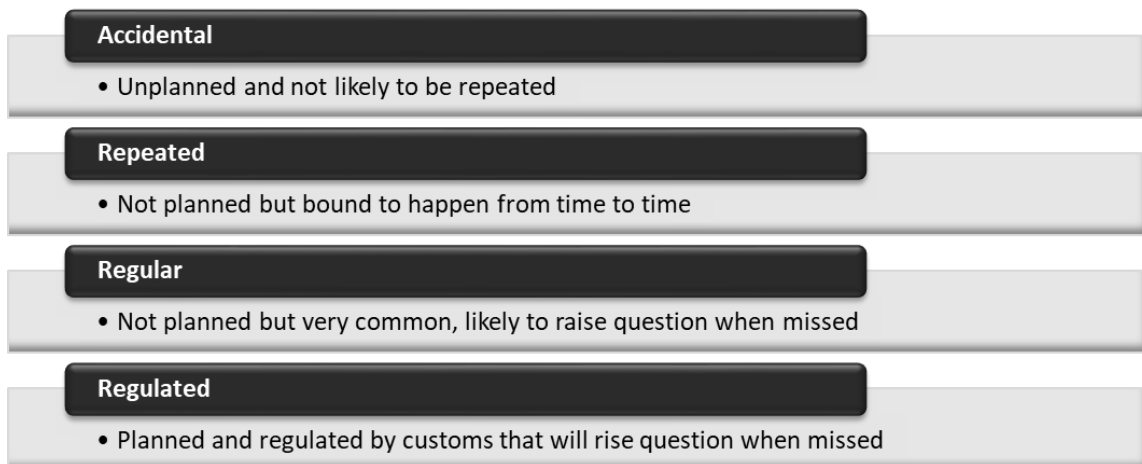 Accidental
• Unplanned and not likely to be repeated
Repeated
• Not planned but bound to happen from time to time
Regular
• Not planned but very common, likely to raise question when missed
Regulated
• Planned and regulated by customs that will rise question when missed